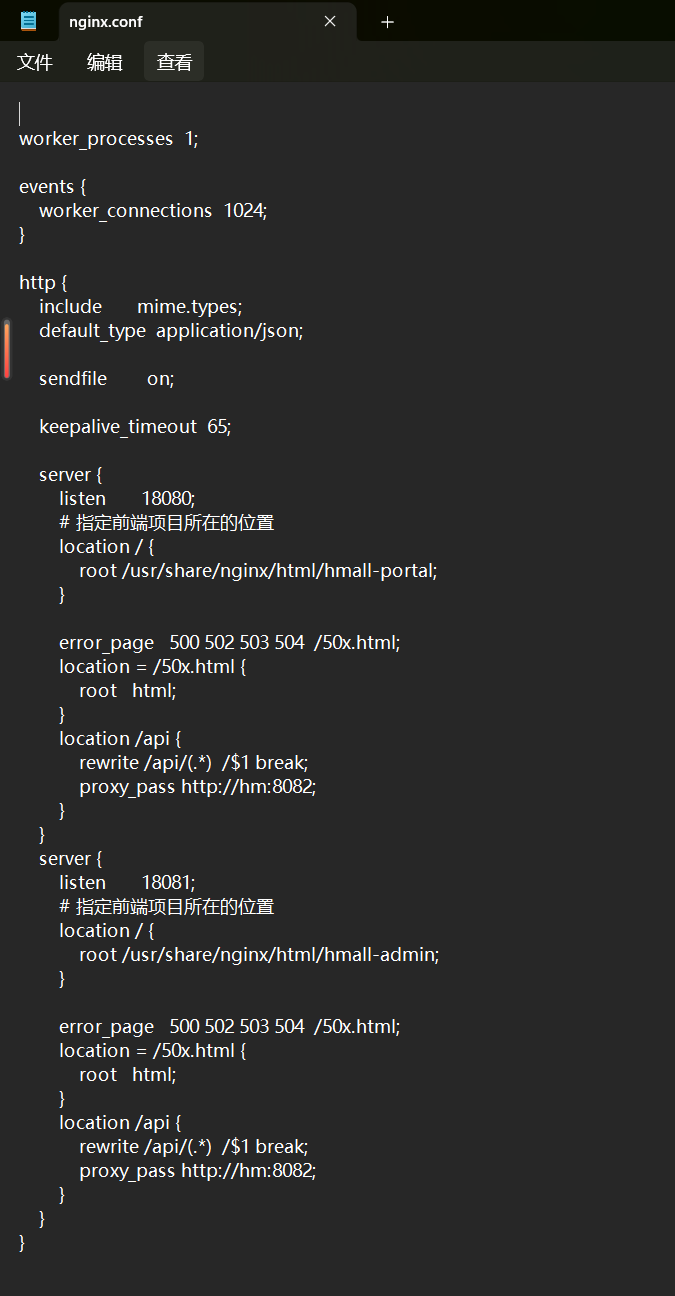 nginx.conf
文件 编辑 查看
worker_processes  1;
events {
    worker_connections  1024;
}
http {
    include       mime.types;
    default_type  application/json;
    sendfile        on;
    keepalive_timeout  65;
    server {
        listen       18080;
        # 指定前端项目所在的位置
        location / {
            root /usr/share/nginx/html/hmall-portal;
        }
        error_page   500 502 503 504  /50x.html;
        location = /50x.html {
            root   html;
        }
        location /api {
            rewrite /api/(.*)  /$1 break;
            proxy_pass http://hm:8082;
        }
    }
    server {
        listen       18081;
        # 指定前端项目所在的位置
        location / {
            root /usr/share/nginx/html/hmall-admin;
        }
        error_page   500 502 503 504  /50x.html;
        location = /50x.html {
            root   html;
        }
        location /api {
            rewrite /api/(.*)  /$1 break;
            proxy_pass http://hm:8082;
        }
    }
}